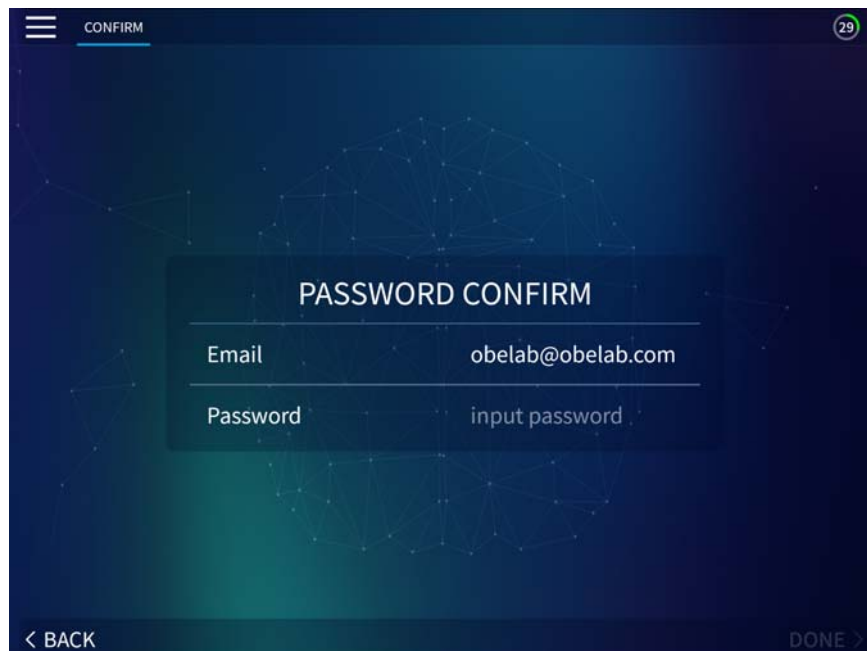 CONFIRM
29
PASSWORD CONFIRM
Email obelab@obelab.com
Password input password
< BACK
DONE >